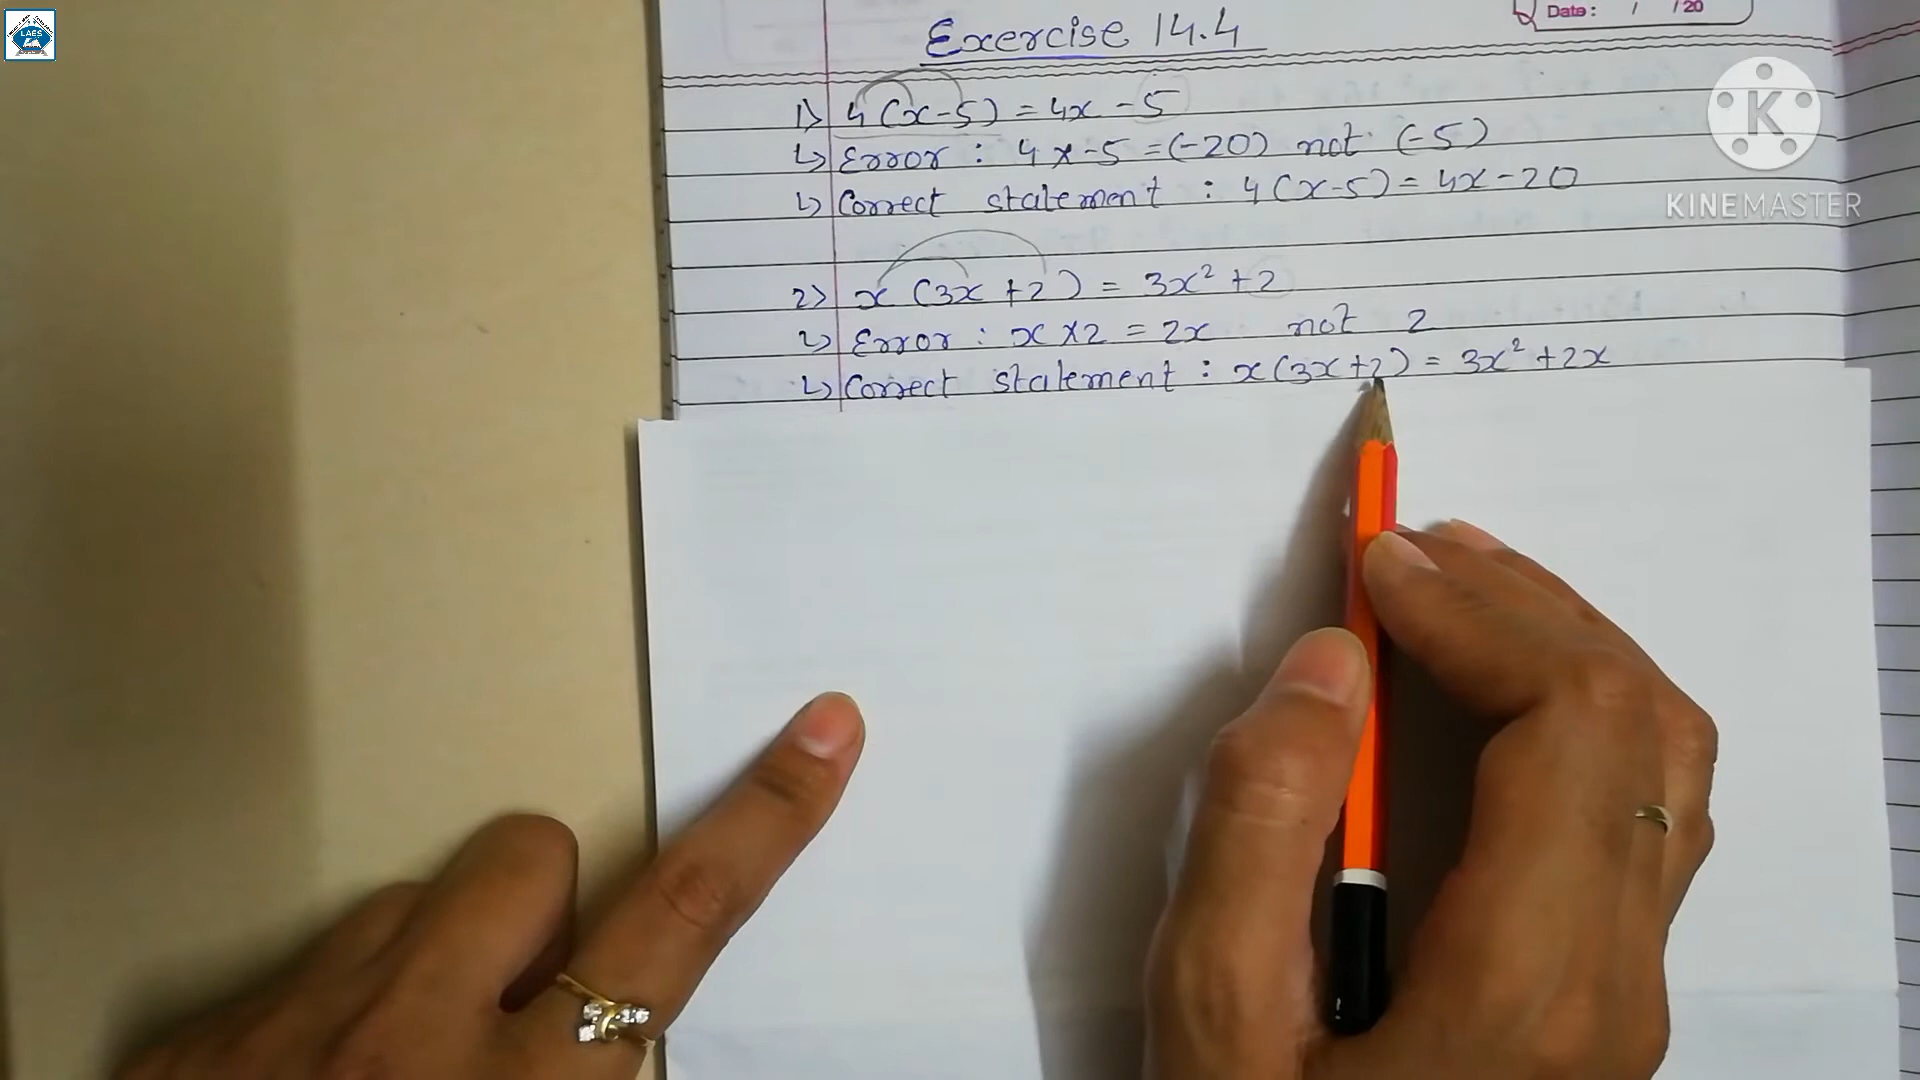 LAES
Date: / /20
Exercise 14.4
1) 4(x-5) = 4x - 5
↳ Error : 4 x -5 = (-20) not (-5)
↳ Correct statement : 4(x-5) = 4x-20
2) x (3x + 2) = 3x² + 2
↳ Error : x × 2 = 2x not 2
↳ Correct statement : x(3x+2) = 3x² + 2x
K
KINEMASTER